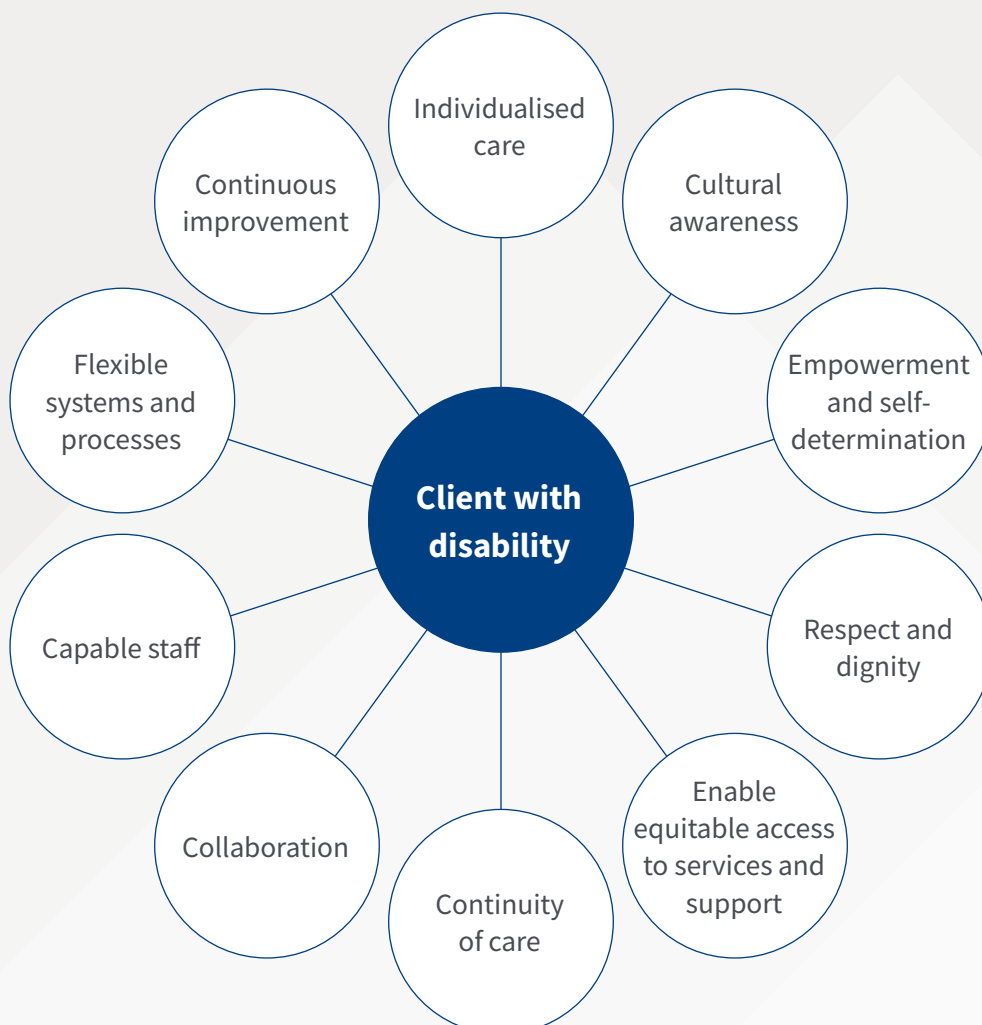 Individualised
care
Cultural
awareness
Empowerment
and self-
determination
Respect and
dignity
Enable
equitable access
to services and
support
Continuity
of care
Collaboration
Capable staff
Flexible
systems and
processes
Continuous
improvement
Client with
disability